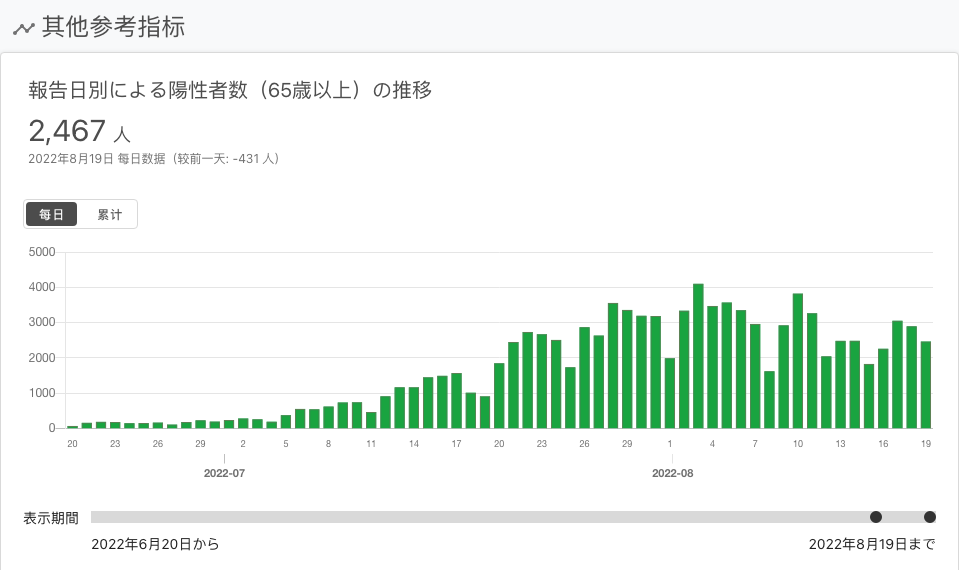 其他参考指标
報告日別による陽性者数（65歳以上）の推移
2,467 人
2022年8月19日 每日数据（较前一天: -431 人）
每日 累计
5000
4000
3000
2000
1000
0
20 23 26 29 2 5 8 11 14 17 20 23 26 29 1 4 7 10 13 16 19
2022-07 2022-08
表示期間
2022年6月20日から 2022年8月19日まで